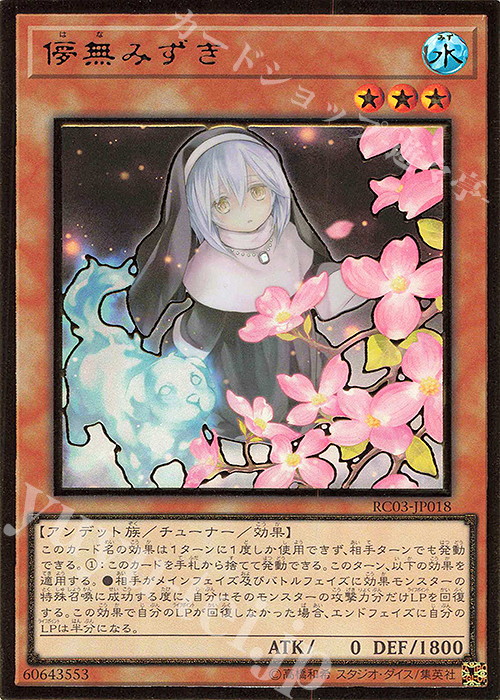 儚無みずき
水
RC03-JP018
【アンデット族／チューナー／効果】
このカード名の効果は１ターンに１度しか使用できず、相手ターンでも発動
できる。①：このカードを手札から捨てて発動できる。このターン、以下の効果を
適用する。●相手がメインフェイズ及びバトルフェイズに効果モンスターの
特殊召喚に成功する度に、自分はそのモンスターの攻撃力分だけLPを回復
する。この効果で自分のLPが回復しなかった場合、エンドフェイズに自分の
LPは半分になる。
ATK/ 0 DEF/1800
60643553
©高橋和希 スタジオ・ダイス/集英社